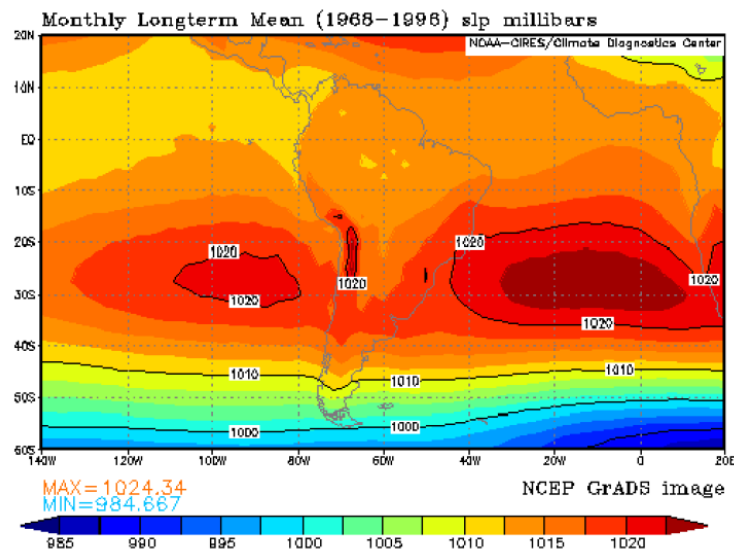 Monthly Longterm Mean (1968-1996) slp millibars
NOAA-CIRES/Climate Diagnostics Center
20N
10N
EQ
10S
20S
30S
40S
50S
60S
1020
1020
1020
1020
1020
1020
1010
1010
1010
1000
1000
140W 120W 100W 80W 60W 40W 20W 0 20E
MAX=1024.34
MIN=984.667
NCEP GrADS image
985 990 995 1000 1005 1010 1015 1020